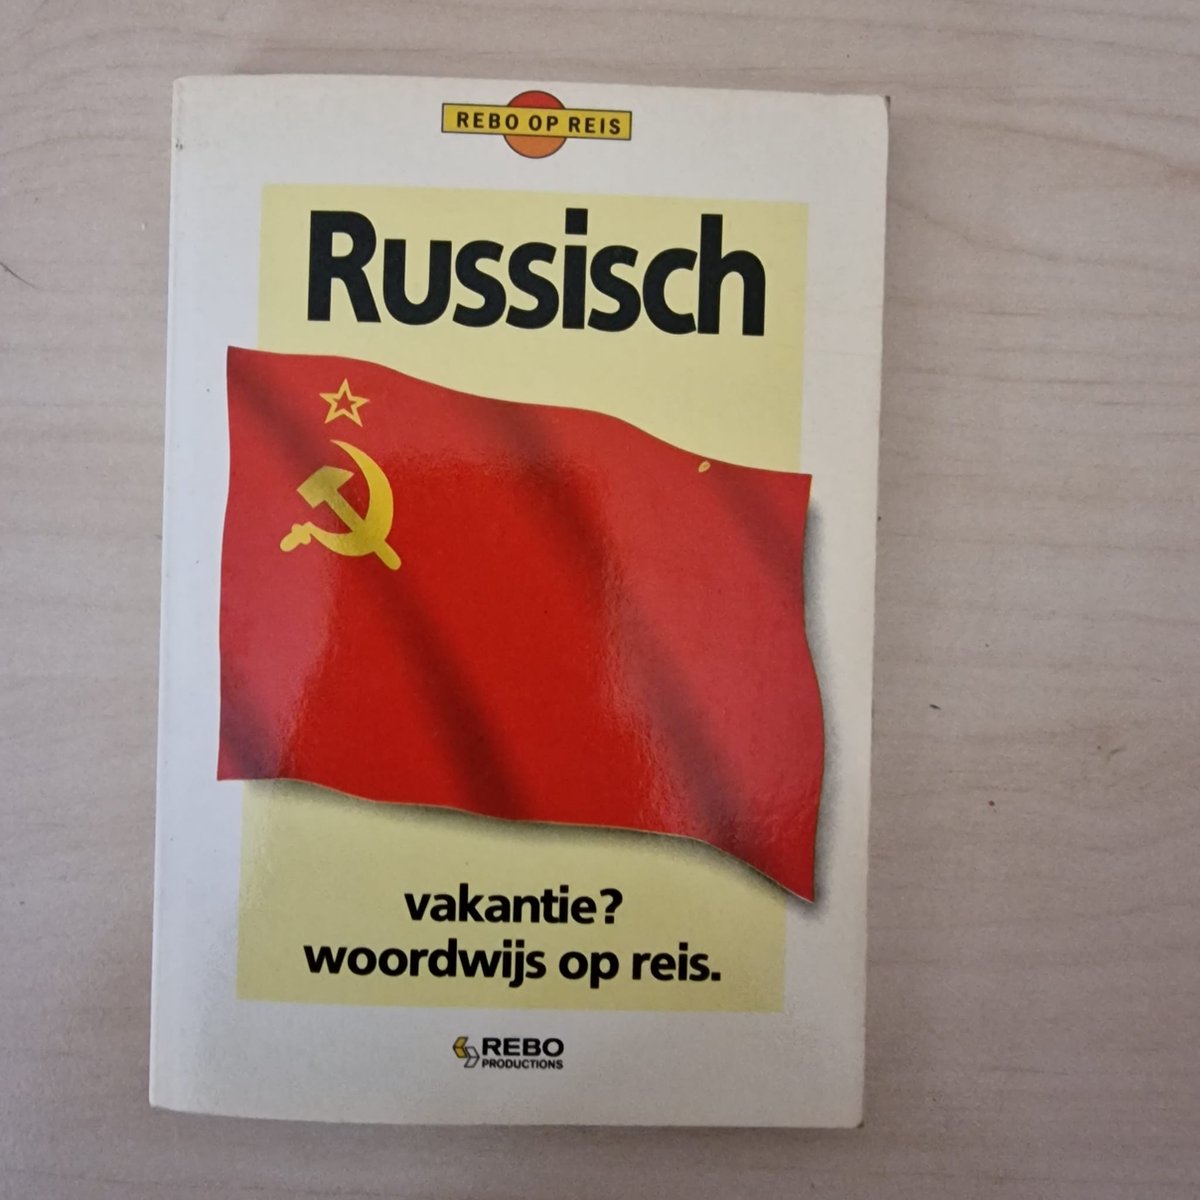 REBO OP REIS
Russisch
vakantie?
woordwijs op reis.
REBO
PRODUCTIONS